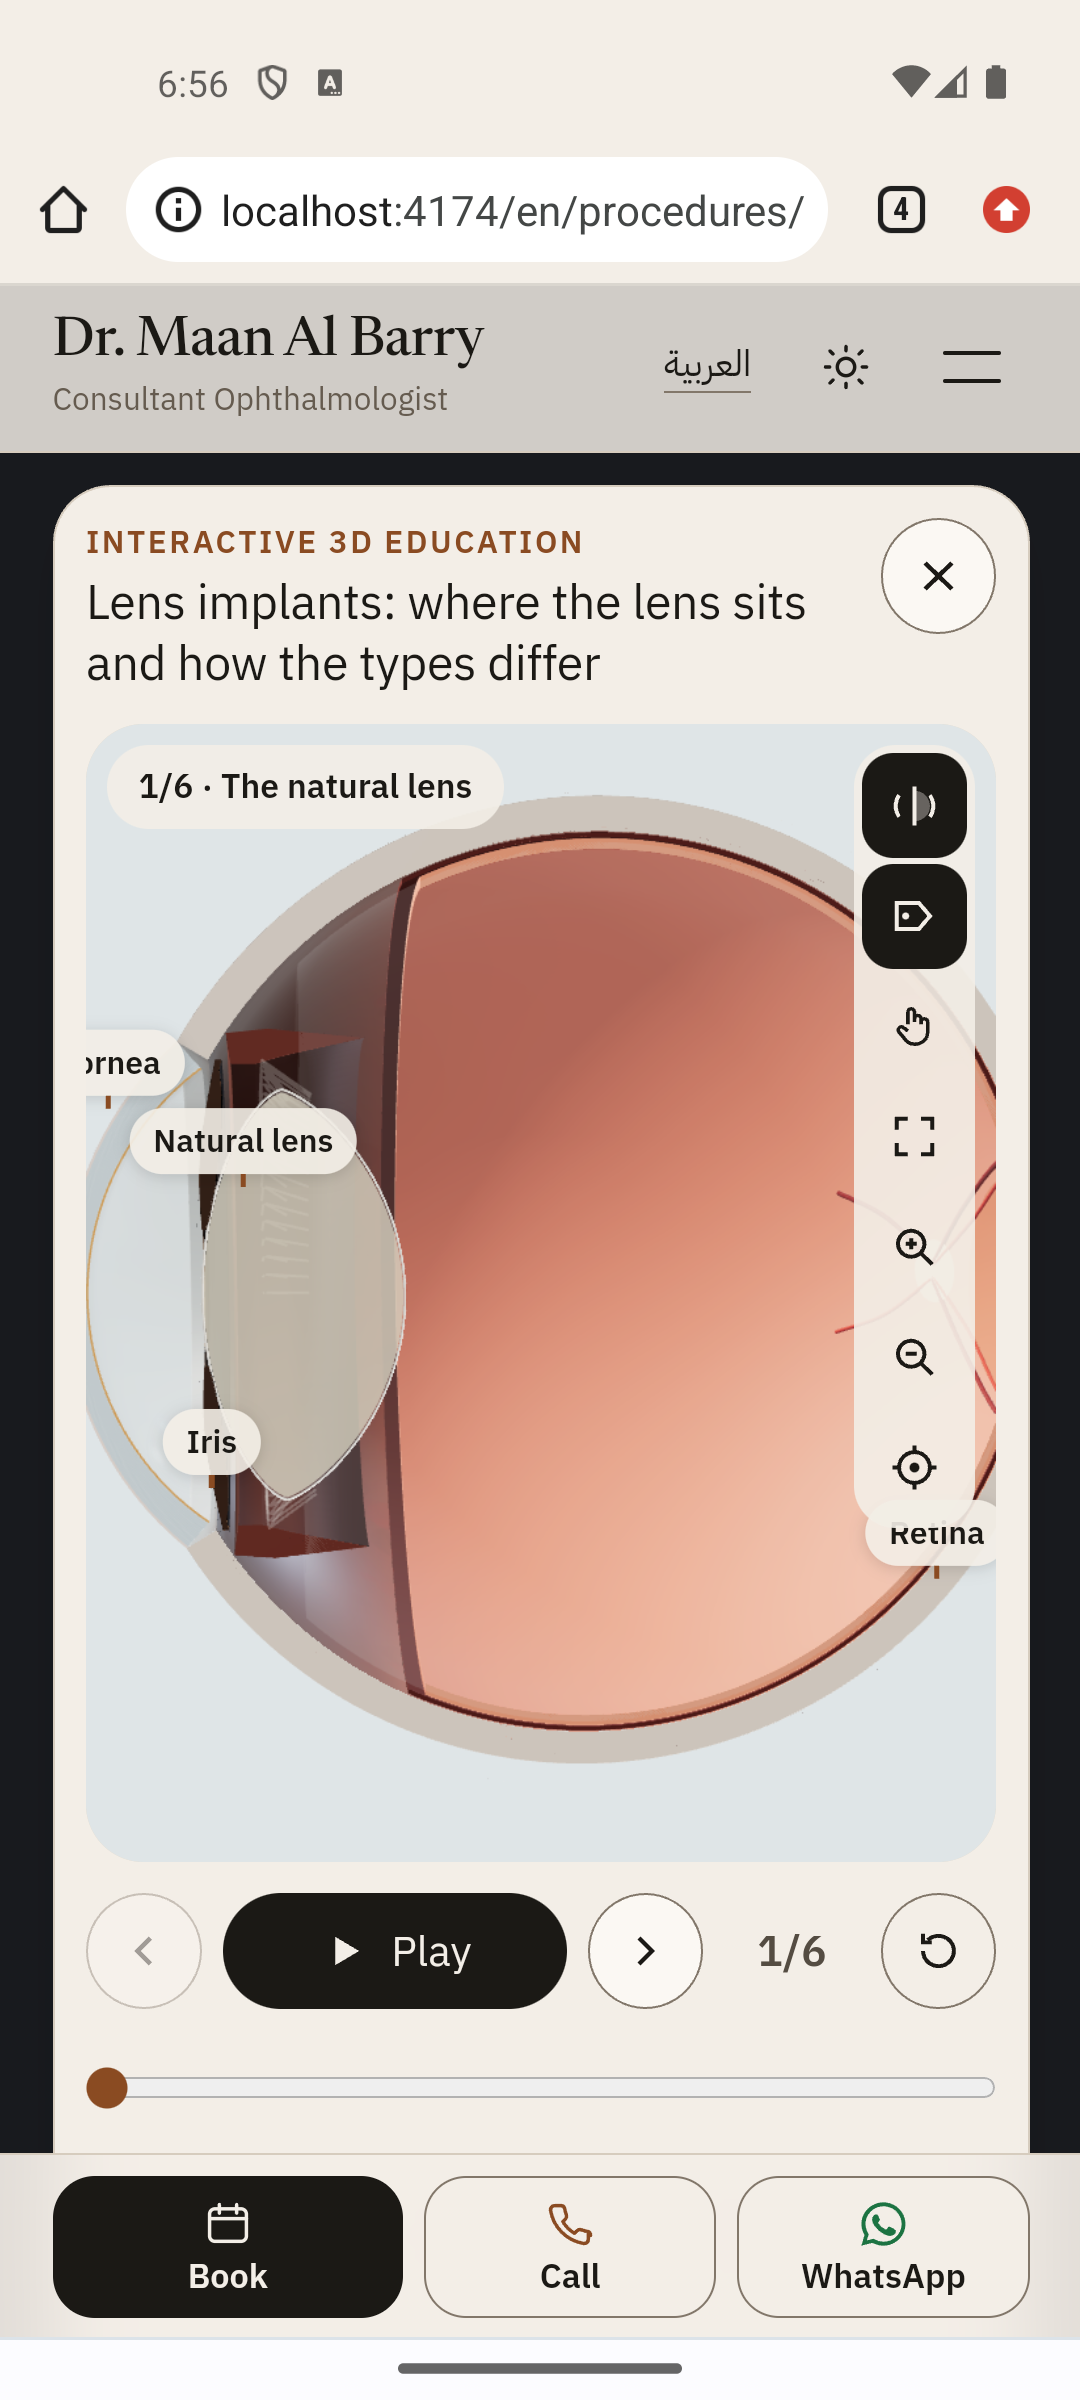 6:56
localhost:4174/en/procedures/
4
Dr. Maan Al Barry
Consultant Ophthalmologist
العربية
INTERACTIVE 3D EDUCATION
Lens implants: where the lens sits
and how the types differ
1/6 · The natural lens
ornea
Natural lens
Iris
Retina
Play
1/6
Book
Call
WhatsApp